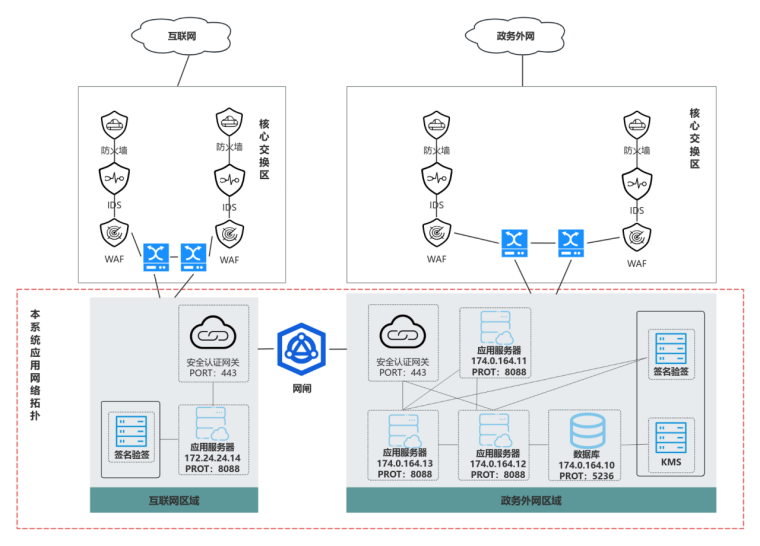 互联网
政务外网
防火墙
IDS
WAF
防火墙
IDS
WAF
核心交换区
防火墙
IDS
WAF
防火墙
IDS
WAF
核心交换区
本系统应用网络拓扑
安全认证网关
PORT：443
签名验签
应用服务器
172.24.24.14
PROT：8088
互联网区域
网闸
安全认证网关
PORT：443
应用服务器
174.0.164.11
PROT：8088
签名验签
应用服务器
174.0.164.13
PROT：8088
应用服务器
174.0.164.12
PROT：8088
数据库
174.0.164.10
PROT：5236
KMS
政务外网区域